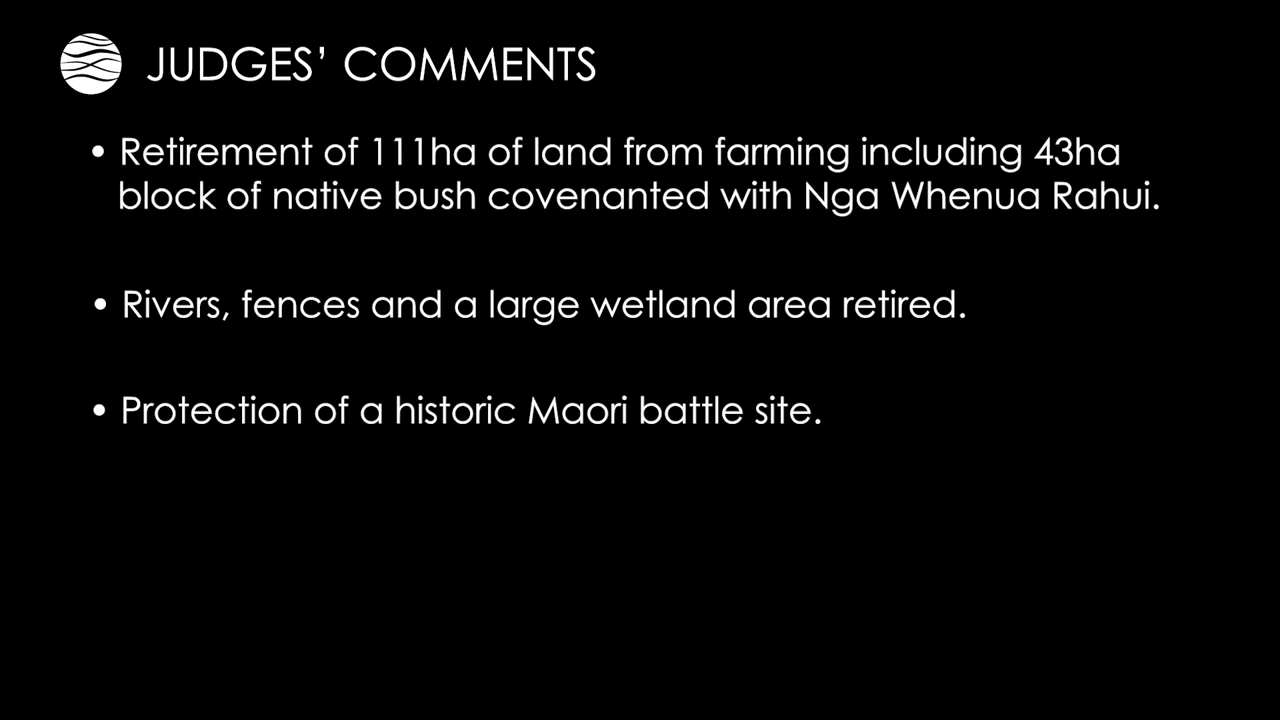 JUDGES’ COMMENTS
• Retirement of 111ha of land from farming including 43ha
block of native bush covenanted with Nga Whenua Rahui.
• Rivers, fences and a large wetland area retired.
• Protection of a historic Maori battle site.